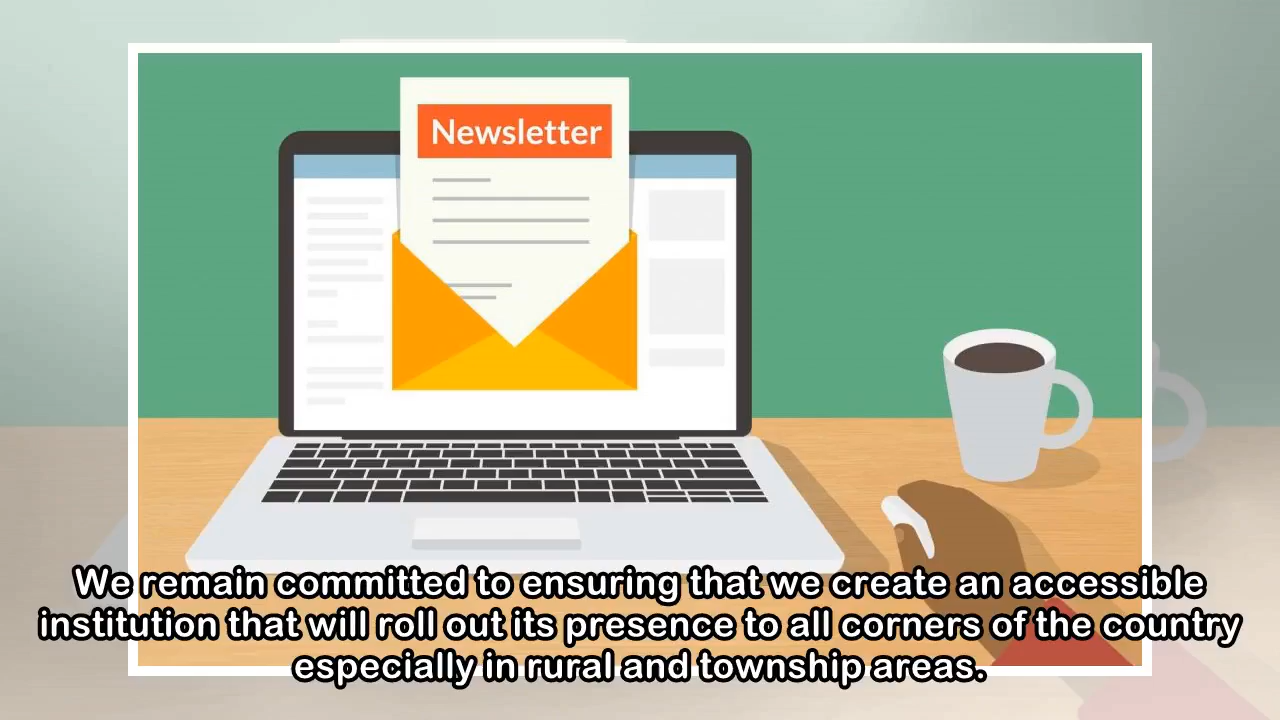 Newsletter
We remain committed to ensuring that we create an accessible
institution that will roll out its presence to all corners of the country
especially in rural and township areas.